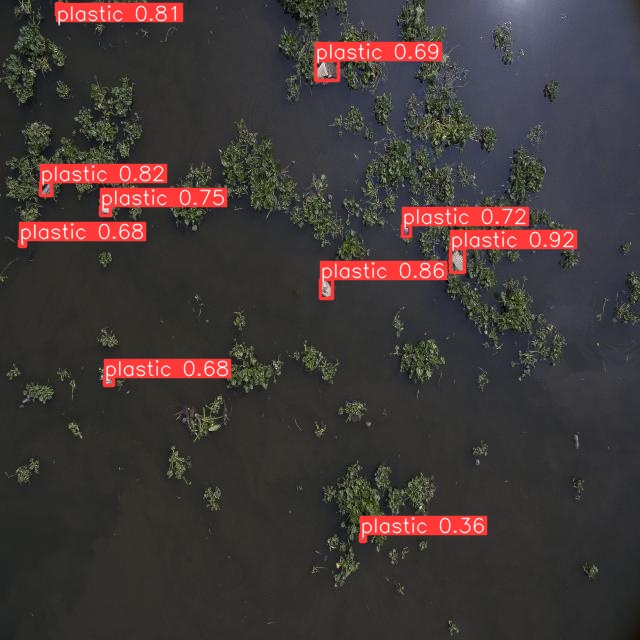 plastic 0.81
plastic 0.69
plastic 0.82
plastic 0.75
plastic 0.72
plastic 0.68
plastic 0.92
plastic 0.86
plastic 0.68
plastic 0.36